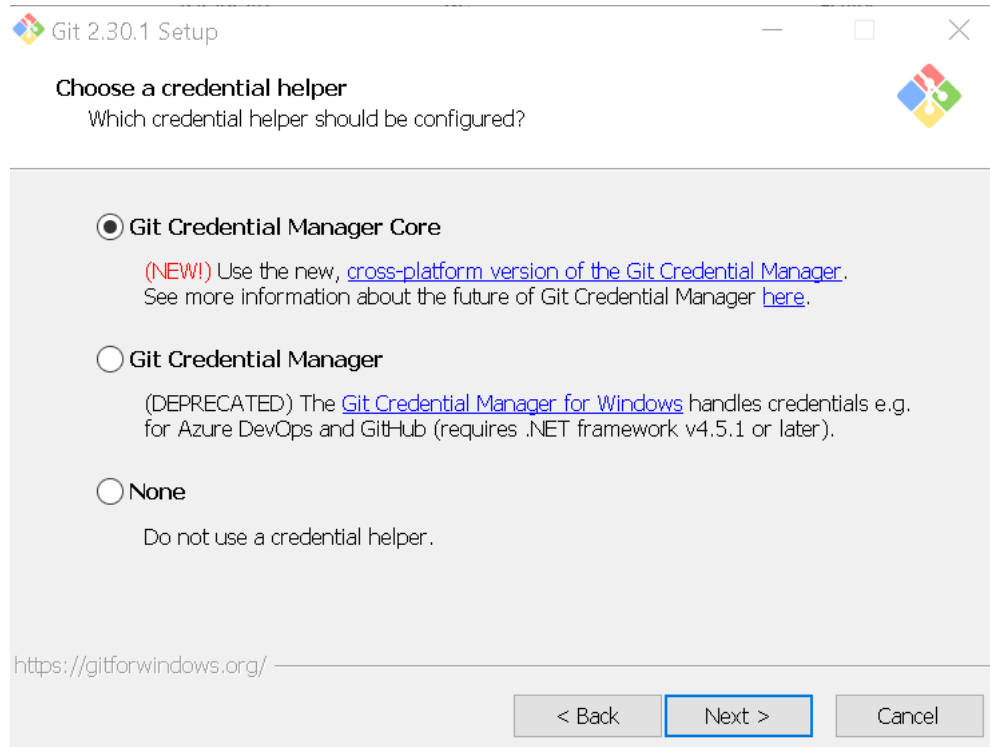 Git 2.30.1 Setup
Choose a credential helper
Which credential helper should be configured?
Git Credential Manager Core
(NEW!) Use the new, cross-platform version of the Git Credential Manager.
See more information about the future of Git Credential Manager here.
Git Credential Manager
(DEPRECATED) The Git Credential Manager for Windows handles credentials e.g.
for Azure DevOps and GitHub (requires .NET framework v4.5.1 or later).
None
Do not use a credential helper.
https://gitforwindows.org/
< Back Next > Cancel